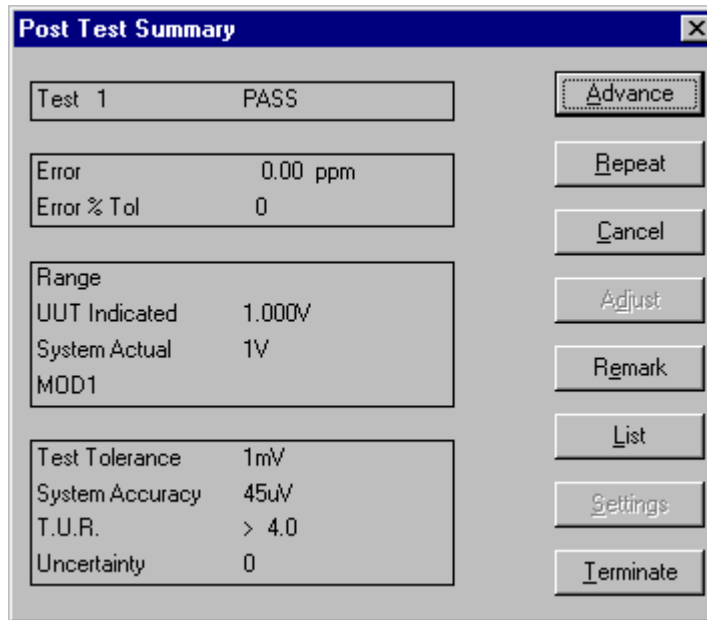 Post Test Summary
Test 1 PASS
Error 0.00 ppm
Error % Tol 0
Range
UUT Indicated 1.000V
System Actual 1V
MOD1
Test Tolerance 1mV
System Accuracy 45uV
T.U.R. > 4.0
Uncertainty 0
Advance
Repeat
Cancel
Adjust
Remark
List
Settings
Terminate